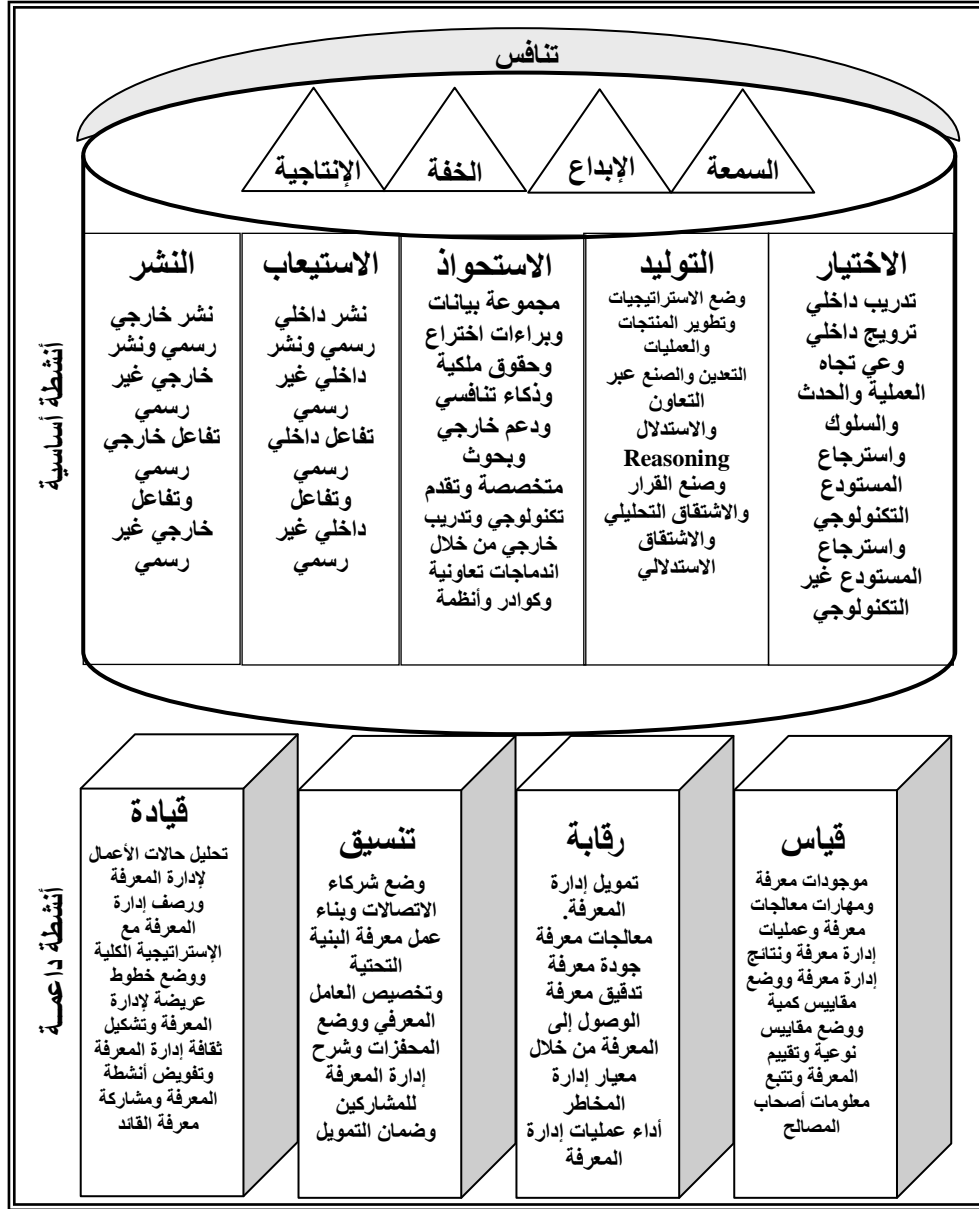 تنافس
السمعة
الإبداع
الخفة
الإنتاجية
أنشطة أساسية
الاختيار
تدريب داخلي
ترويج داخلي
وعي تجاه
العملية والحدث
والسلوك
واسترجاع
المستودع
التكنولوجي
واسترجاع
المستودع غير
التكنولوجي
التوليد
وضع الاستراتيجيات
وتطوير المنتجات
والعمليات
التعدين والصنع عبر
التعاون
والاستدلال
Reasoning
وصنع القرار
والاشتقاق التحليلي
والاشتقاق
الاستدلالي
الاستحواذ
مجموعة بيانات
وبراءات اختراع
وحقوق ملكية
وذكاء تنافسي
ودعم خارجي
وبحوث
متخصصة وتقدم
تكنولوجي وتدريب
خارجي من خلال
اندماجات تعاونية
وكوادر وأنظمة
الاستيعاب
نشر داخلي
رسمي ونشر
داخلي غير
رسمي
تفاعل داخلي
رسمي
وتفاعل
داخلي غير
رسمي
النشر
نشر خارجي
رسمي ونشر
خارجي غير
رسمي
تفاعل خارجي
رسمي
وتفاعل
خارجي غير
رسمي
أنشطة داعمـــة
قياس
موجودات معرفة
ومهارات معالجات
معرفة وعمليات
إدارة معرفة ونتائج
إدارة معرفة ووضع
مقاييس كمية
ووضع مقاييس
نوعية وتقييم
المعرفة وتتبع
معلومات أصحاب
المصالح
رقابة
تمويل إدارة
المعرفة.
معالجات معرفة
جودة معرفة
تدقيق معرفة
الوصول إلى
المعرفة من خلال
معيار إدارة
المخاطر
أداء عمليات إدارة
المعرفة
تنسيق
وضع شركاء
الاتصالات وبناء
عمل معرفة البنية
التحتية
وتخصيص العامل
المعرفي ووضع
المحفزات وشرح
إدارة المعرفة
للمشاركين
وضمان التمويل
قيادة
تحليل حالات الأعمال
لإدارة المعرفة
ورصف إدارة
المعرفة مع
الإستراتيجية الكلية
ووضع خطوط
عريضة لإدارة
المعرفة وتشكيل
ثقافة إدارة المعرفة
وتفويض أنشطة
المعرفة ومشاركة
معرفة القائد